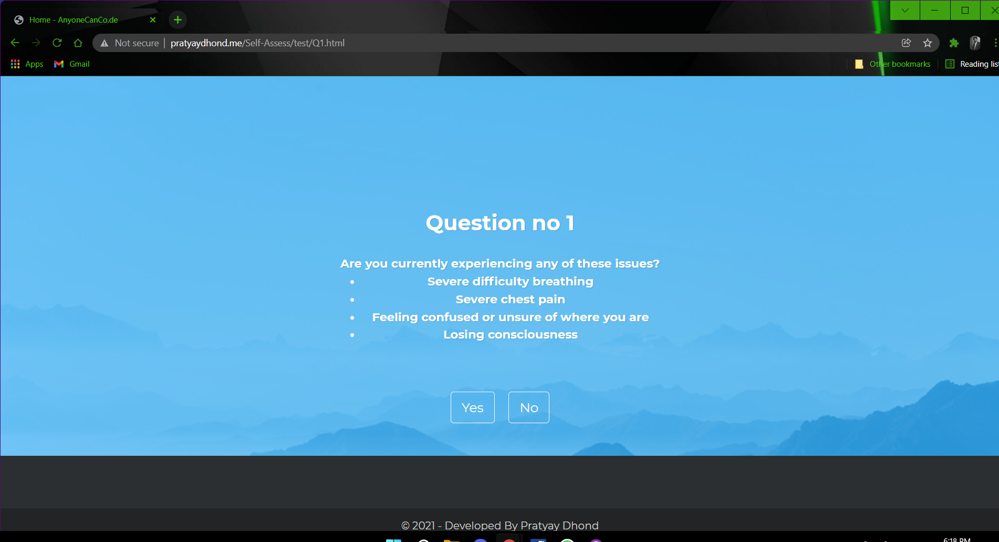 Home - AnyoneCanCo.de
Not secure | pratyaydhond.me/Self-Assess/test/Q1.html
Apps Gmail Other bookmarks Reading list
Question no 1
Are you currently experiencing any of these issues?
• Severe difficulty breathing
• Severe chest pain
• Feeling confused or unsure of where you are
• Losing consciousness
Yes No
© 2021 - Developed By Pratyay Dhond
6:18 PM